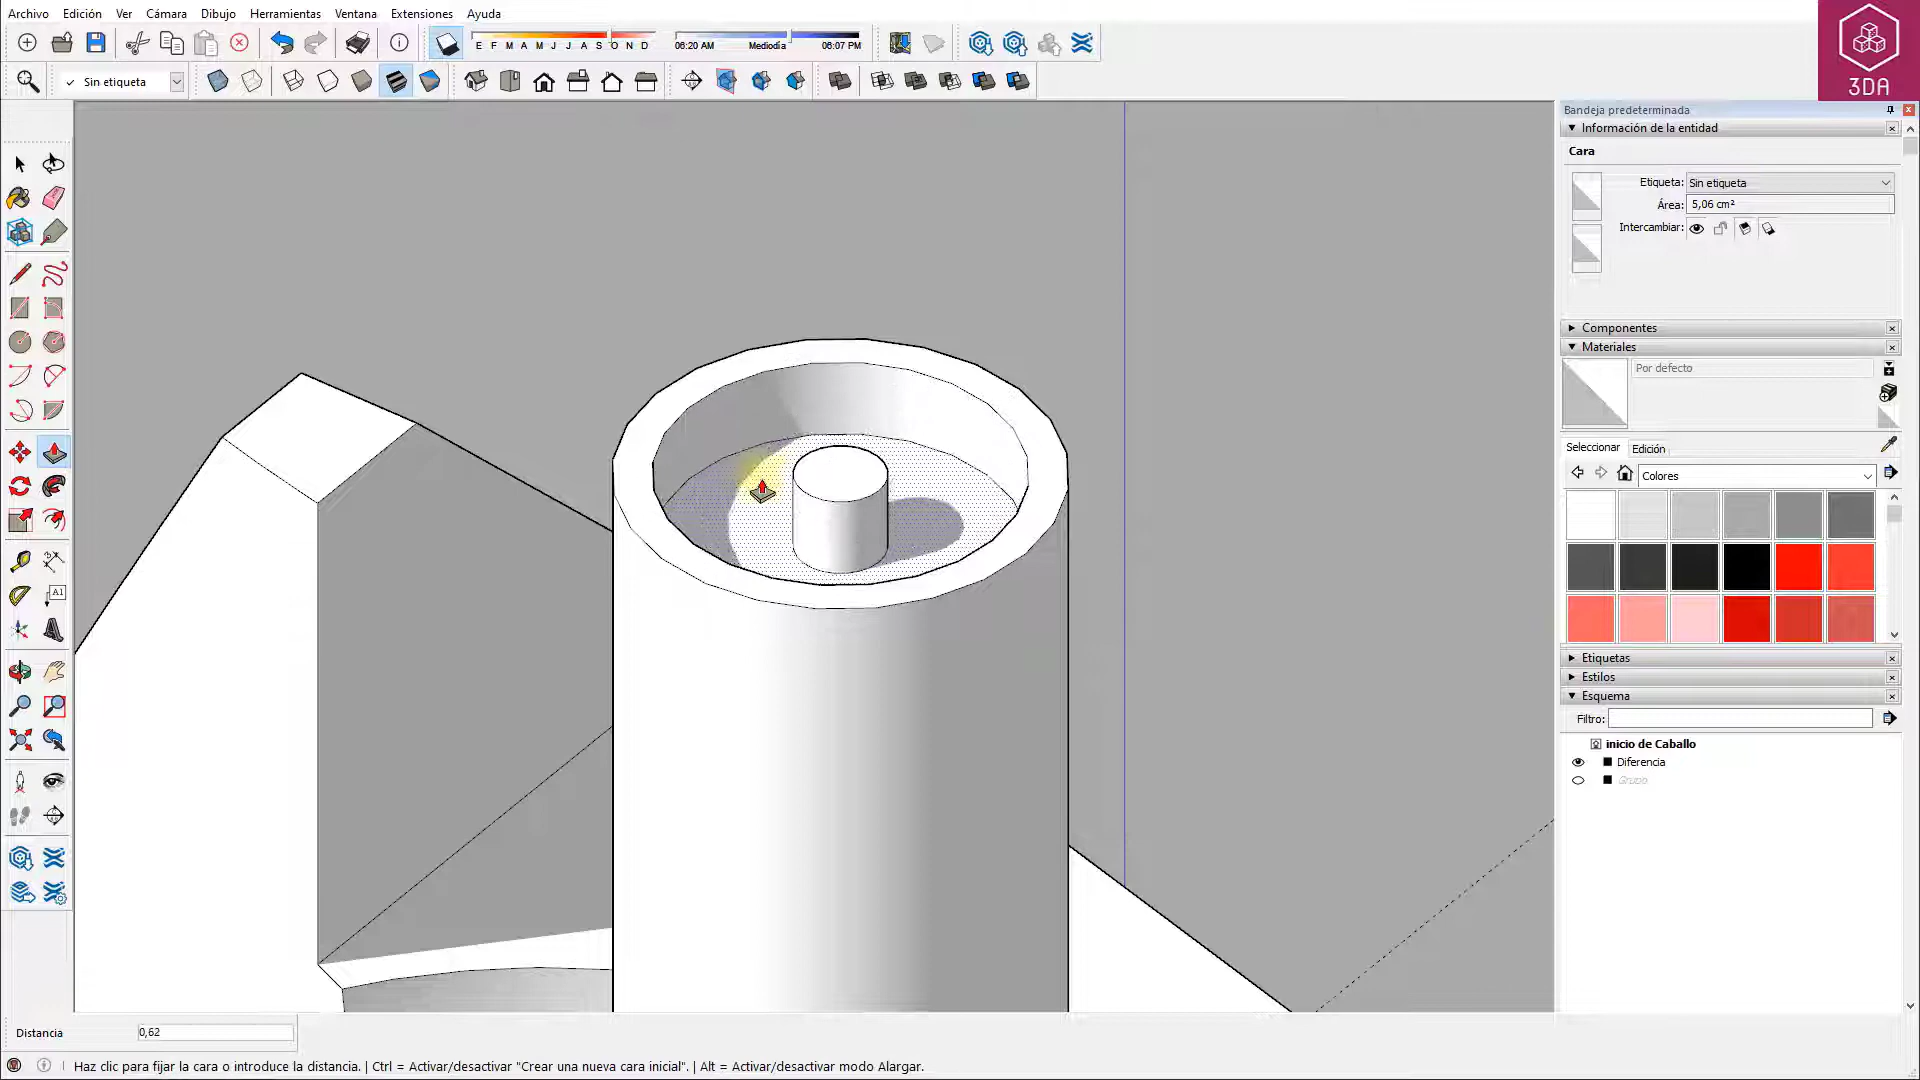 Archivo Edición Ver Cámara Dibujo Herramientas Ventana Extensiones Ayuda
E F M A M J J A S O N D 06:20 AM Mediodía 06:07 PM
Sin etiqueta
3DA
Bandeja predeterminada
Información de la entidad
Cara
Etiqueta: Sin etiqueta
Área: 5,06 cm²
Intercambiar:
Componentes
Materiales
Por defecto
Seleccionar Edición
Colores
A1
Etiquetas
Estilos
Esquema
Filtro:
inicio de Caballo
Diferencia
Grupo
Distancia 0,62
Haz clic para fijar la cara o introduce la distancia. | Ctrl = Activar/desactivar "Crear una nueva cara inicial". | Alt = Activar/desactivar modo Alargar.